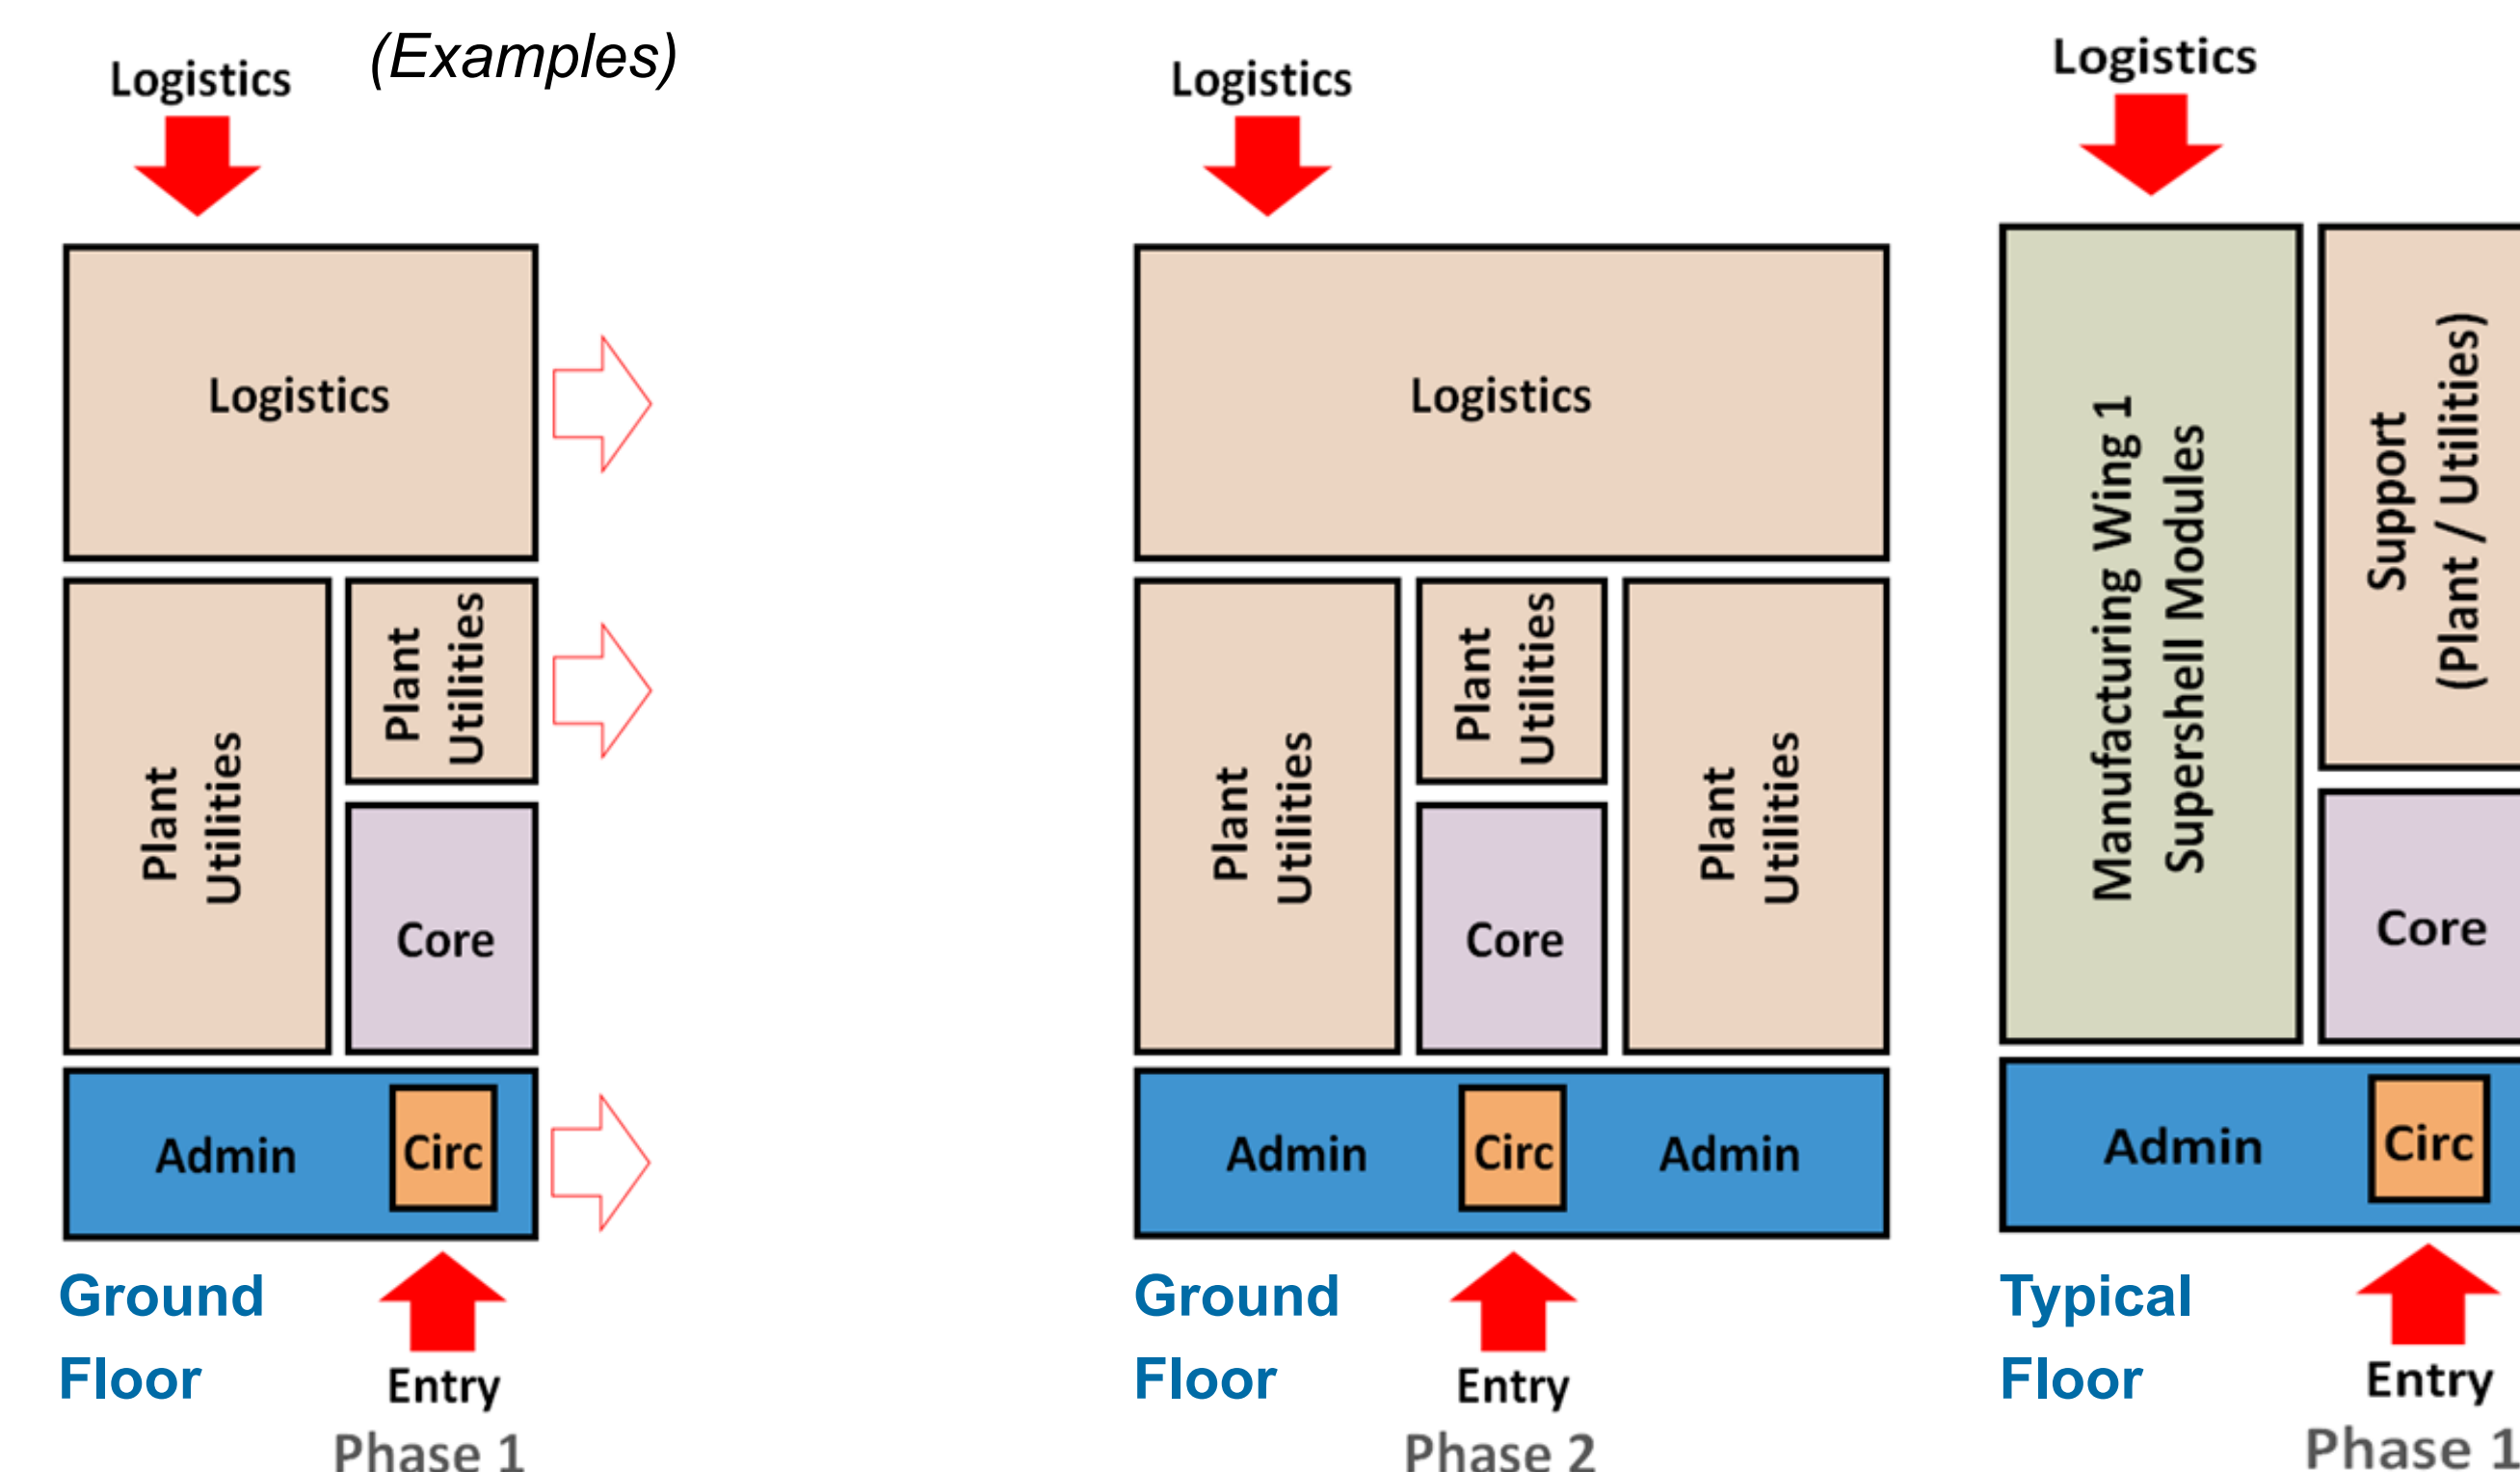 (Examples)
Logistics
Logistics
Plant
Utilities
Plant
Utilities
Core
Admin
Circ
Ground
Floor
Entry
Phase 1
Logistics
Logistics
Plant
Utilities
Plant
Utilities
Plant
Utilities
Core
Admin
Circ
Admin
Ground
Floor
Entry
Phase 2
Logistics
Manufacturing Wing 1
Supershell Modules
Support
(Plant / Utilities)
Core
Admin
Circ
Typical
Floor
Entry
Phase 1